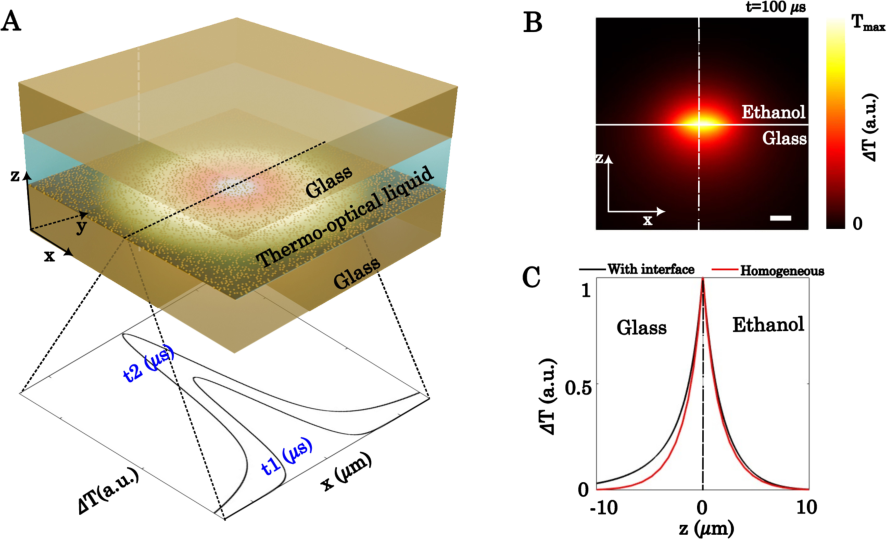 A
z
y
x
Glass
Thermo-optical liquid
Glass
t2 (μs)
t1 (μs)
ΔT(a.u.)
x (μm)
B
t=100 μs
Ethanol
Glass
z
x
Tmax
ΔT (a.u.)
0
C
With interface
Homogeneous
Glass
Ethanol
1
0.5
0
ΔT (a.u.)
-10
0
10
z (μm)